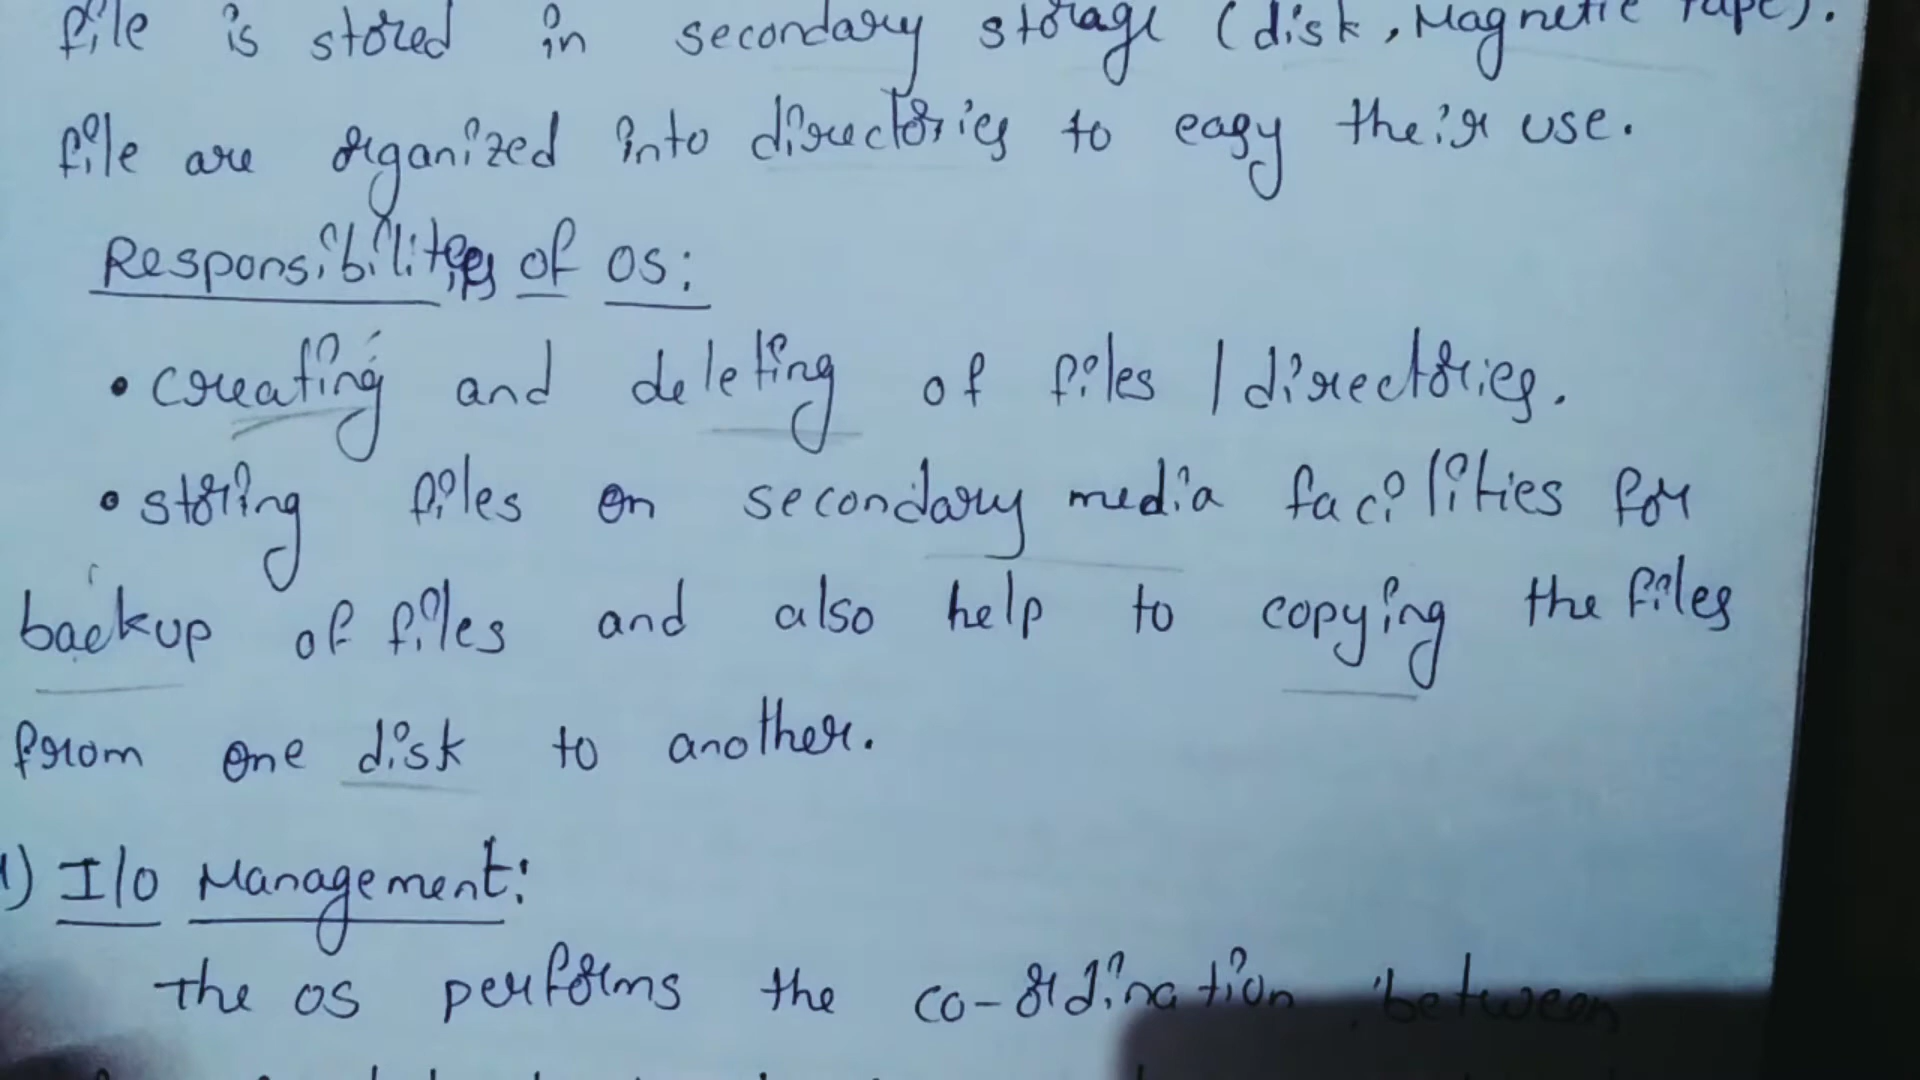 file is stored in secondary storage (disk, Magnetic Tape).
file are organized into directories to easy their use.
Responsibilities of OS:
• creating and deleting of files / directories.
• storing files on secondary media facilities for
backup of files and also help to copying the files
from one disk to another.
) I/O Management:
The OS performs the co-ordination between